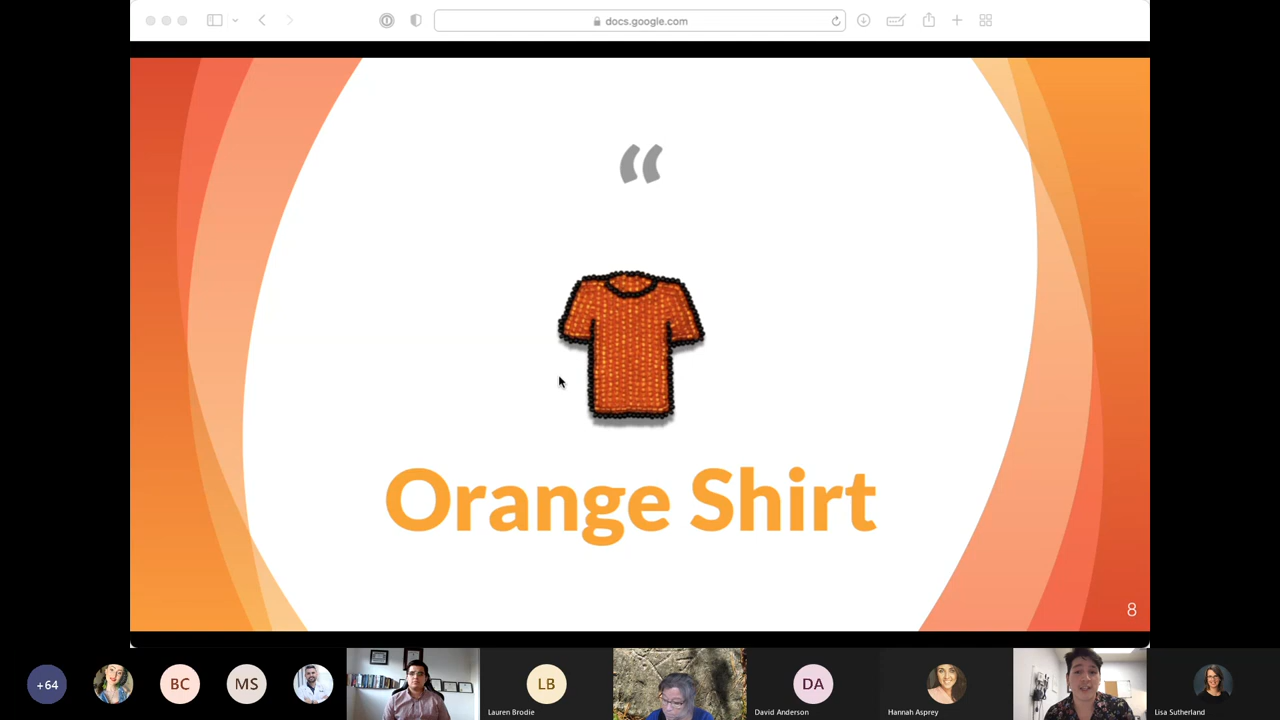 docs.google.com
“
Orange Shirt
8
+64
BC
MS
LB
DA
Lauren Brodie
David Anderson
Hannah Asprey
Lisa Sutherland